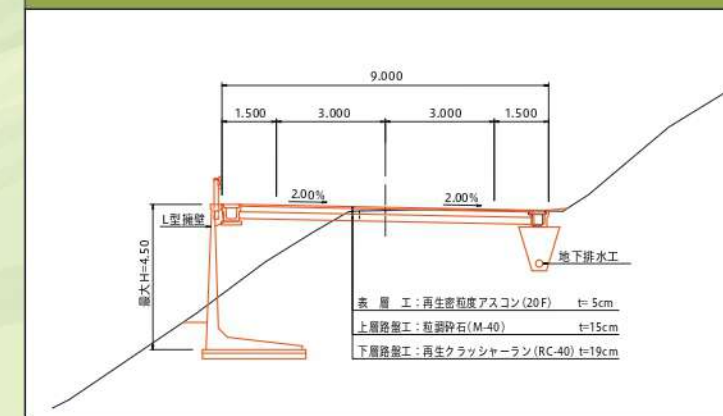 9.000
1.500 3.000 3.000 1.500
2.00% 2.00%
L型擁壁
最大H=4.50
地下排水工
表 層 工：再生密粒度アスコン(20F) t= 5cm
上層路盤工：粒調砕石(M-40) t=15cm
下層路盤工：再生クラッシャーラン(RC-40) t=19cm